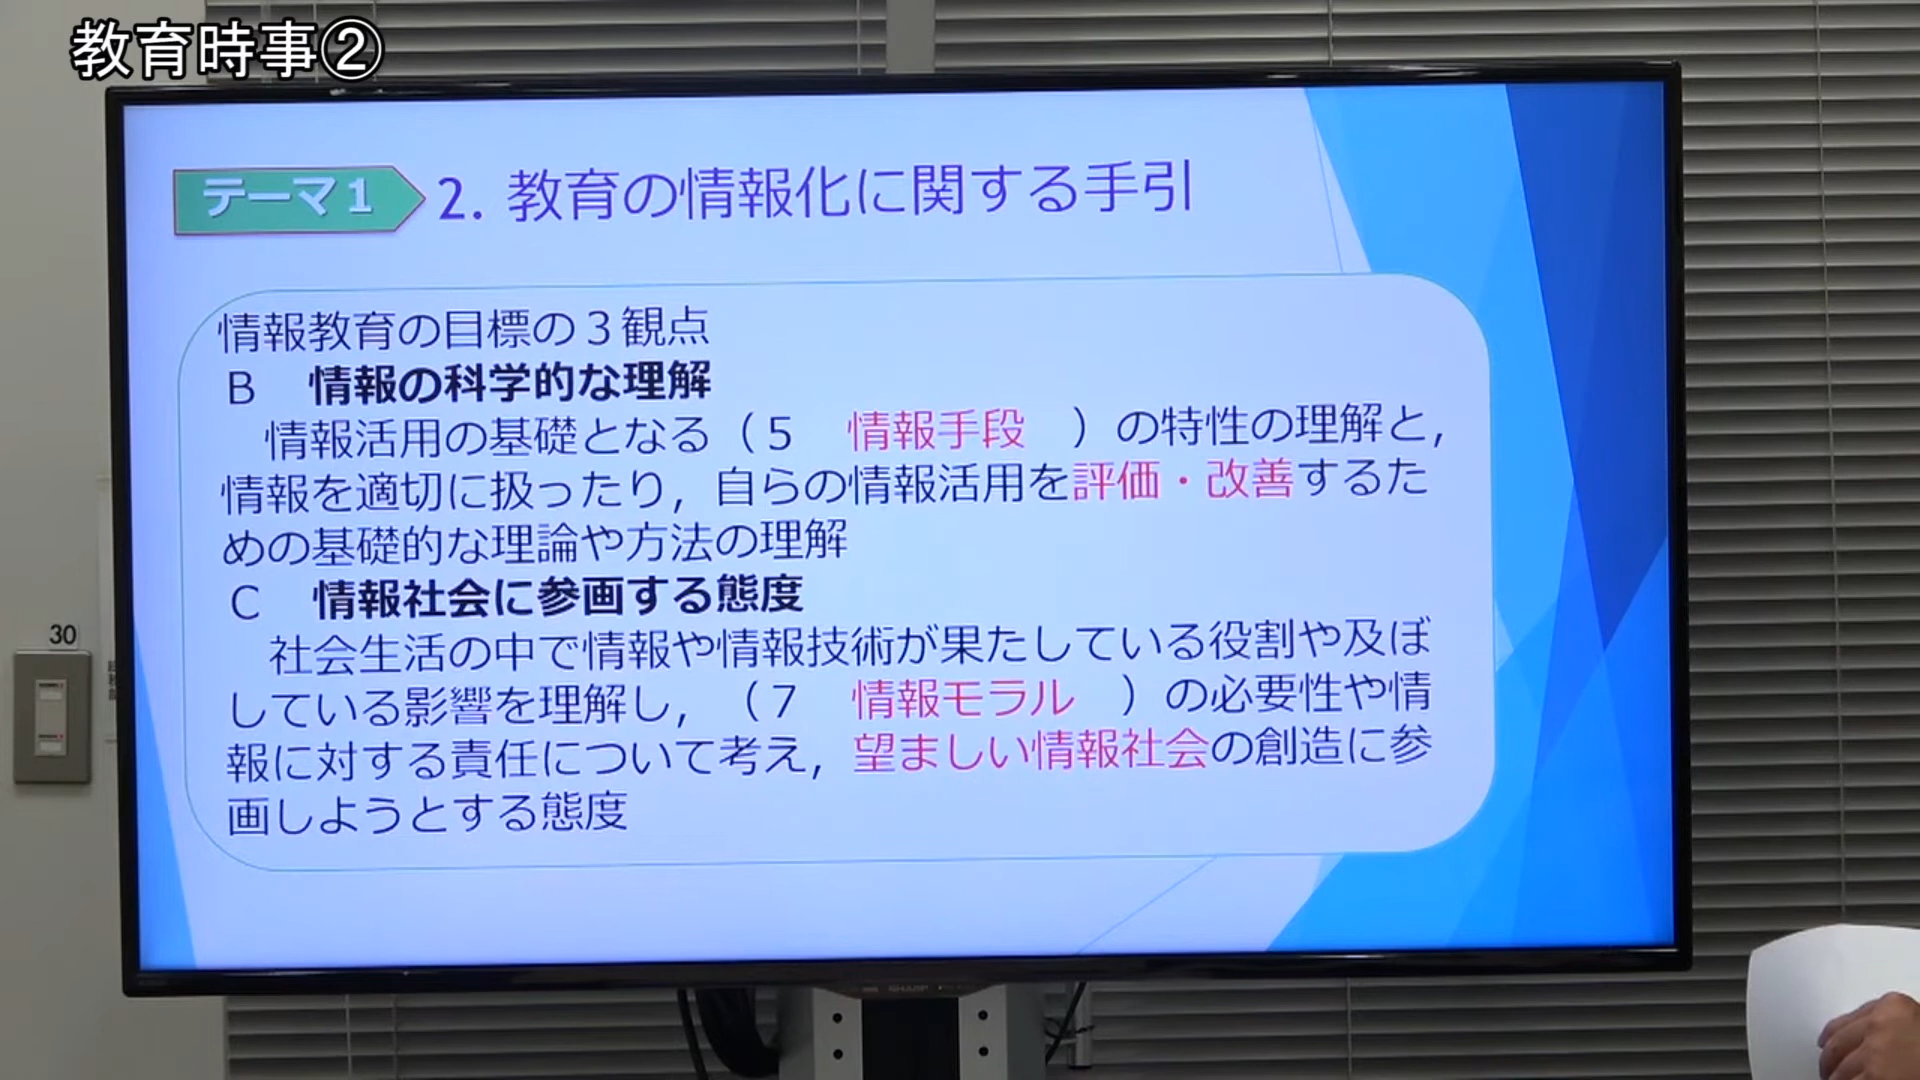 教育時事②
テーマ1
2. 教育の情報化に関する手引
情報教育の目標の3観点
B 情報の科学的な理解
情報活用の基礎となる（5 情報手段 ）の特性の理解と,
情報を適切に扱ったり, 自らの情報活用を評価・改善するた
めの基礎的な理論や方法の理解
C 情報社会に参画する態度
社会生活の中で情報や情報技術が果たしている役割や及ぼ
している影響を理解し, （7 情報モラル ）の必要性や情
報に対する責任について考え, 望ましい情報社会の創造に参
画しようとする態度
30
SHARP